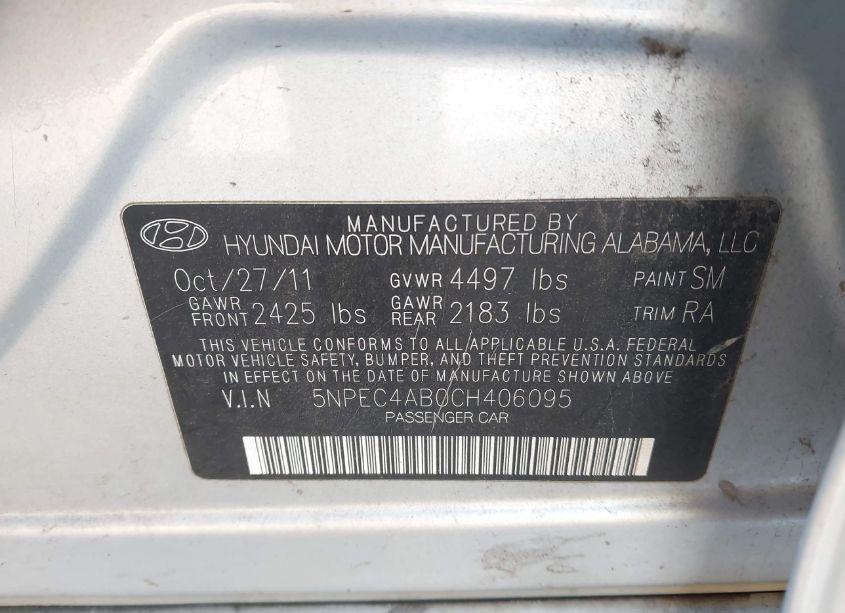 MANUFACTURED BY
HYUNDAI MOTOR MANUFACTURING ALABAMA, LLC
Oct/27/11 GVWR 4497 lbs PAINT SM
GAWR FRONT 2425 lbs GAWR REAR 2183 lbs TRIM RA
THIS VEHICLE CONFORMS TO ALL APPLICABLE U.S.A. FEDERAL
MOTOR VEHICLE SAFETY, BUMPER, AND THEFT PREVENTION STANDARDS
IN EFFECT ON THE DATE OF MANUFACTURE SHOWN ABOVE
V.I.N 5NPEC4AB0CH406095
PASSENGER CAR